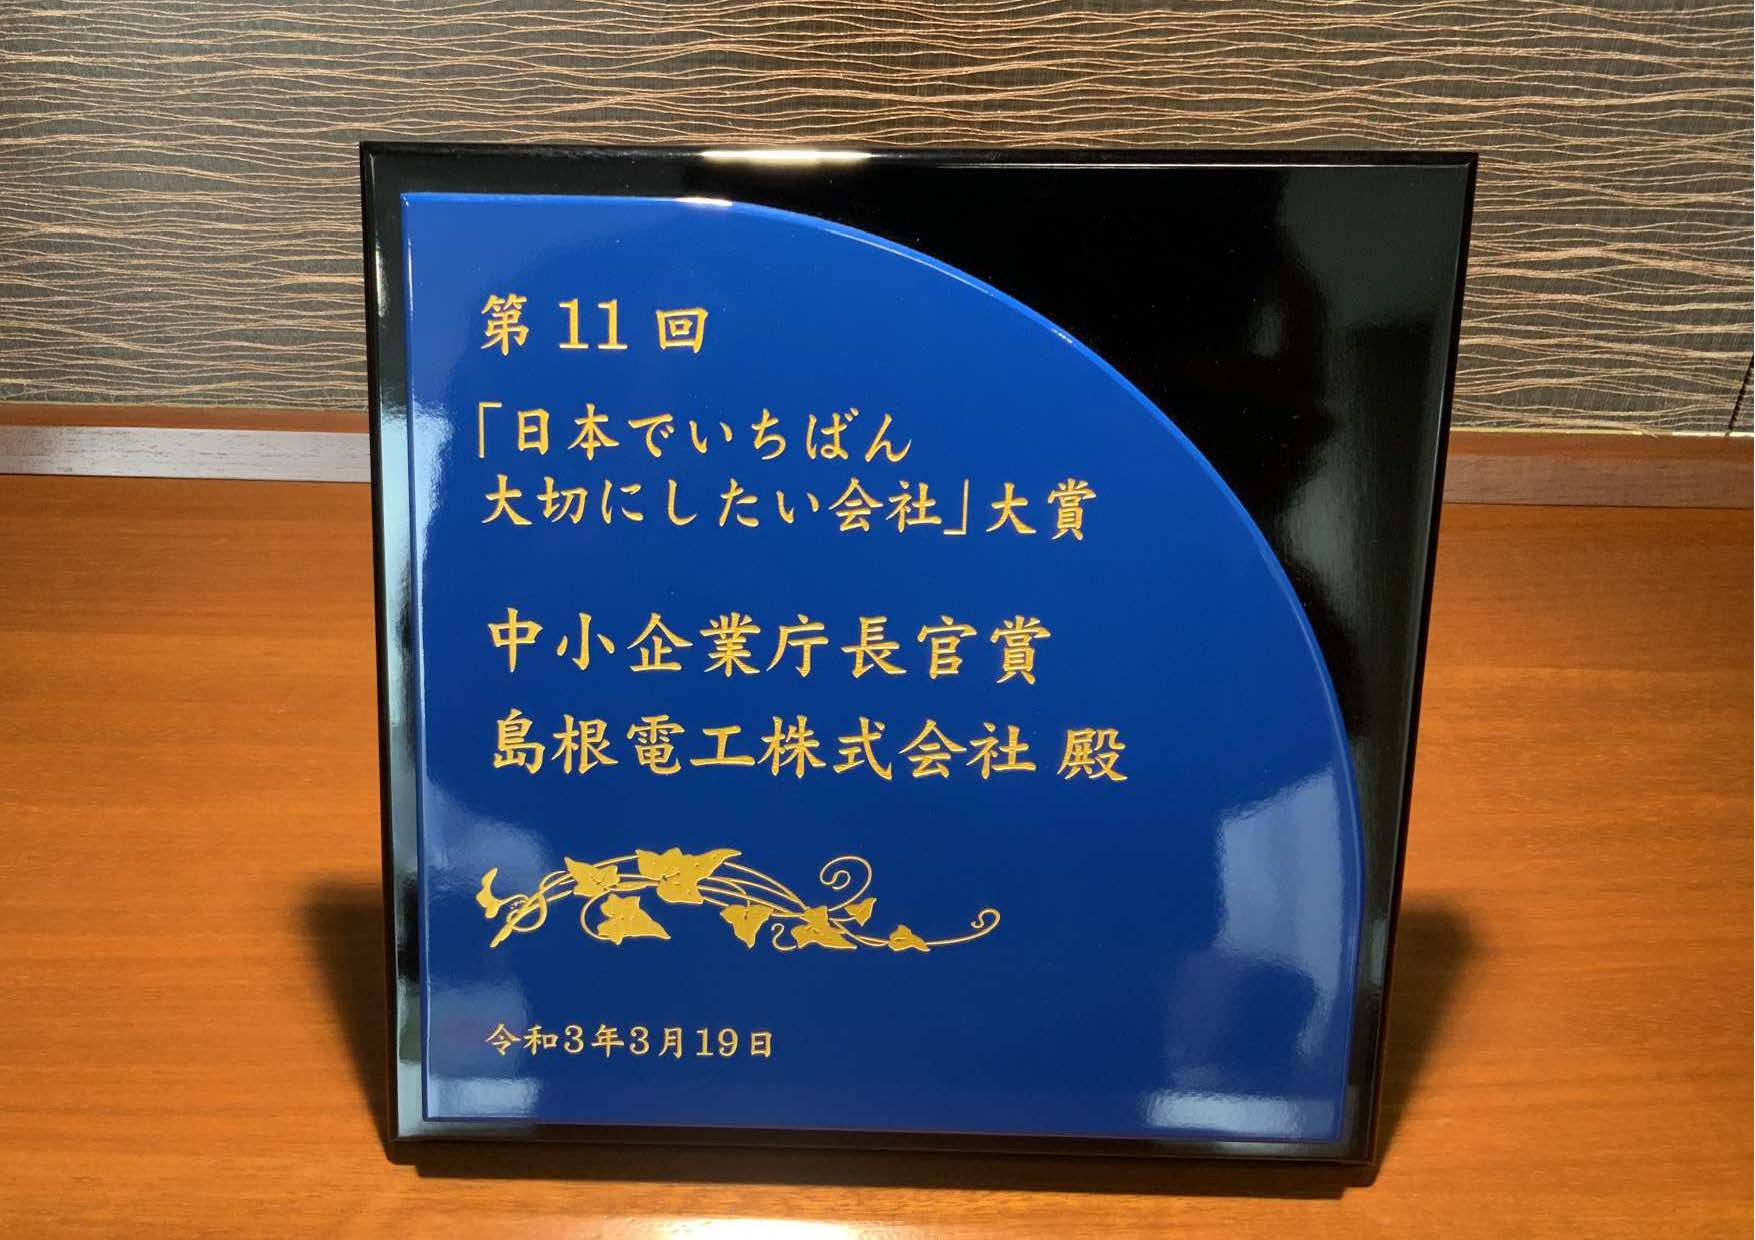 第 11 回
「日本でいちばん
大切にしたい会社」大賞
中小企業庁長官賞
島根電工株式会社 殿
令和3年3月19日